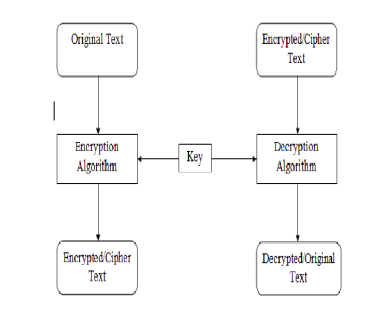 Original Text
Encrypted/Cipher
Text
Encryption
Algorithm
Key
Decryption
Algorithm
Encrypted/Cipher
Text
Decrypted/Original
Text